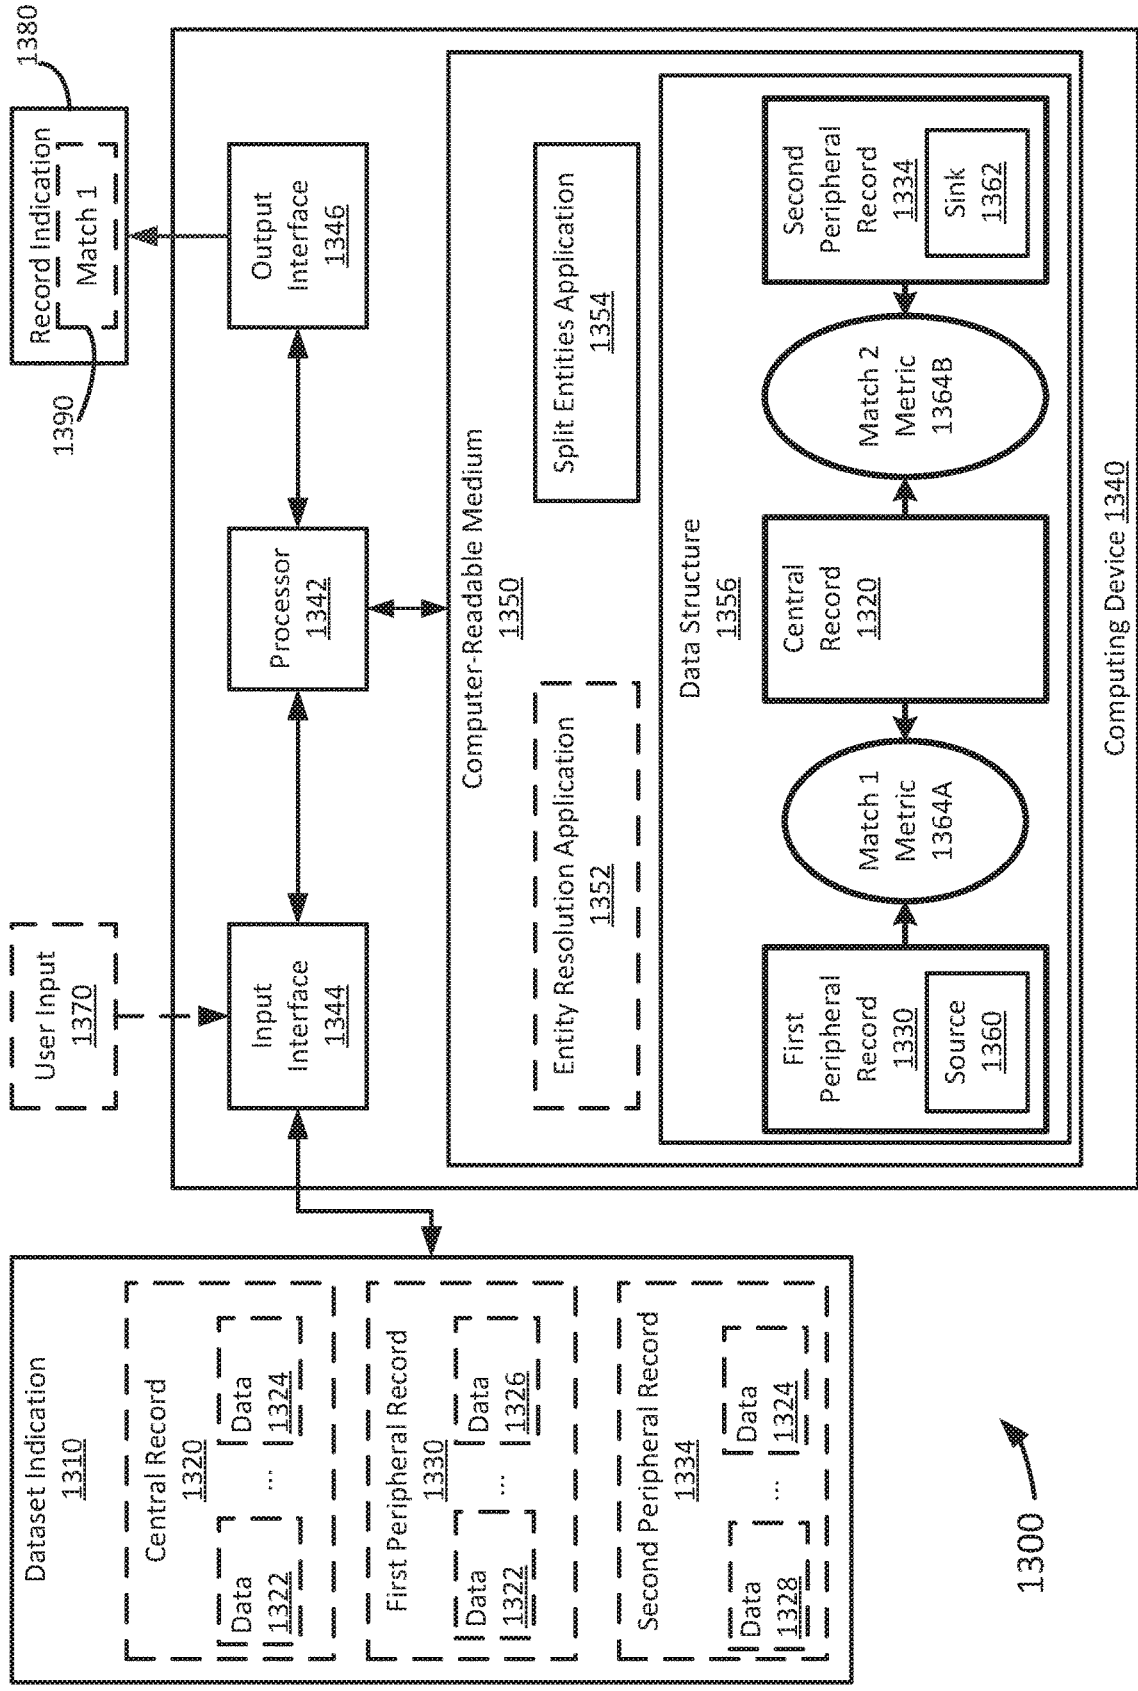 Dataset Indication
1310
Central Record
1320
Data
1322
...
Data
1324
First Peripheral Record
1330
Data
1322
...
Data
1326
Second Peripheral Record
1334
Data
1328
...
Data
1324
1300
User Input
1370
Record Indication
Match 1
1380
1390
Input
Interface
1344
Processor
1342
Output
Interface
1346
Computer-Readable Medium
1350
Entity Resolution Application
1352
Split Entities Application
1354
Data Structure
1356
First
Peripheral
Record
1330
Source
1360
Match 1
Metric
1364A
Central
Record
1320
Match 2
Metric
1364B
Second
Peripheral
Record
1334
Sink
1362
Computing Device 1340